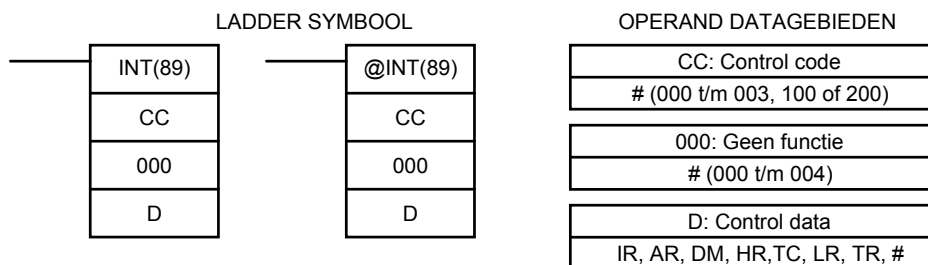 LADDER SYMBOOL
INT(89)
CC
000
D
@INT(89)
CC
000
D
OPERAND DATAGEBIEDEN
CC: Control code
# (000 t/m 003, 100 of 200)
000: Geen functie
# (000 t/m 004)
D: Control data
IR, AR, DM, HR,TC, LR, TR, #